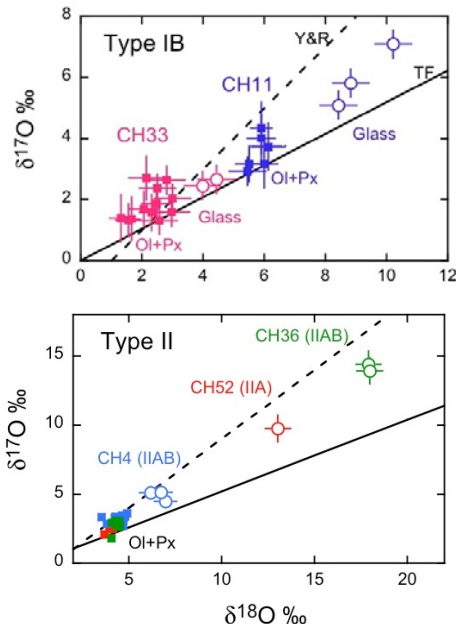 Type IB
Y&R
TF
CH11
CH33
Glass
Ol+Px
Glass
Ol+Px
δ17O ‰
8
6
4
2
0
0 2 4 6 8 10 12
Type II
CH36 (IIAB)
CH52 (IIA)
CH4 (IIAB)
Ol+Px
δ17O ‰
15
10
5
0
5 10 15 20
δ18O ‰